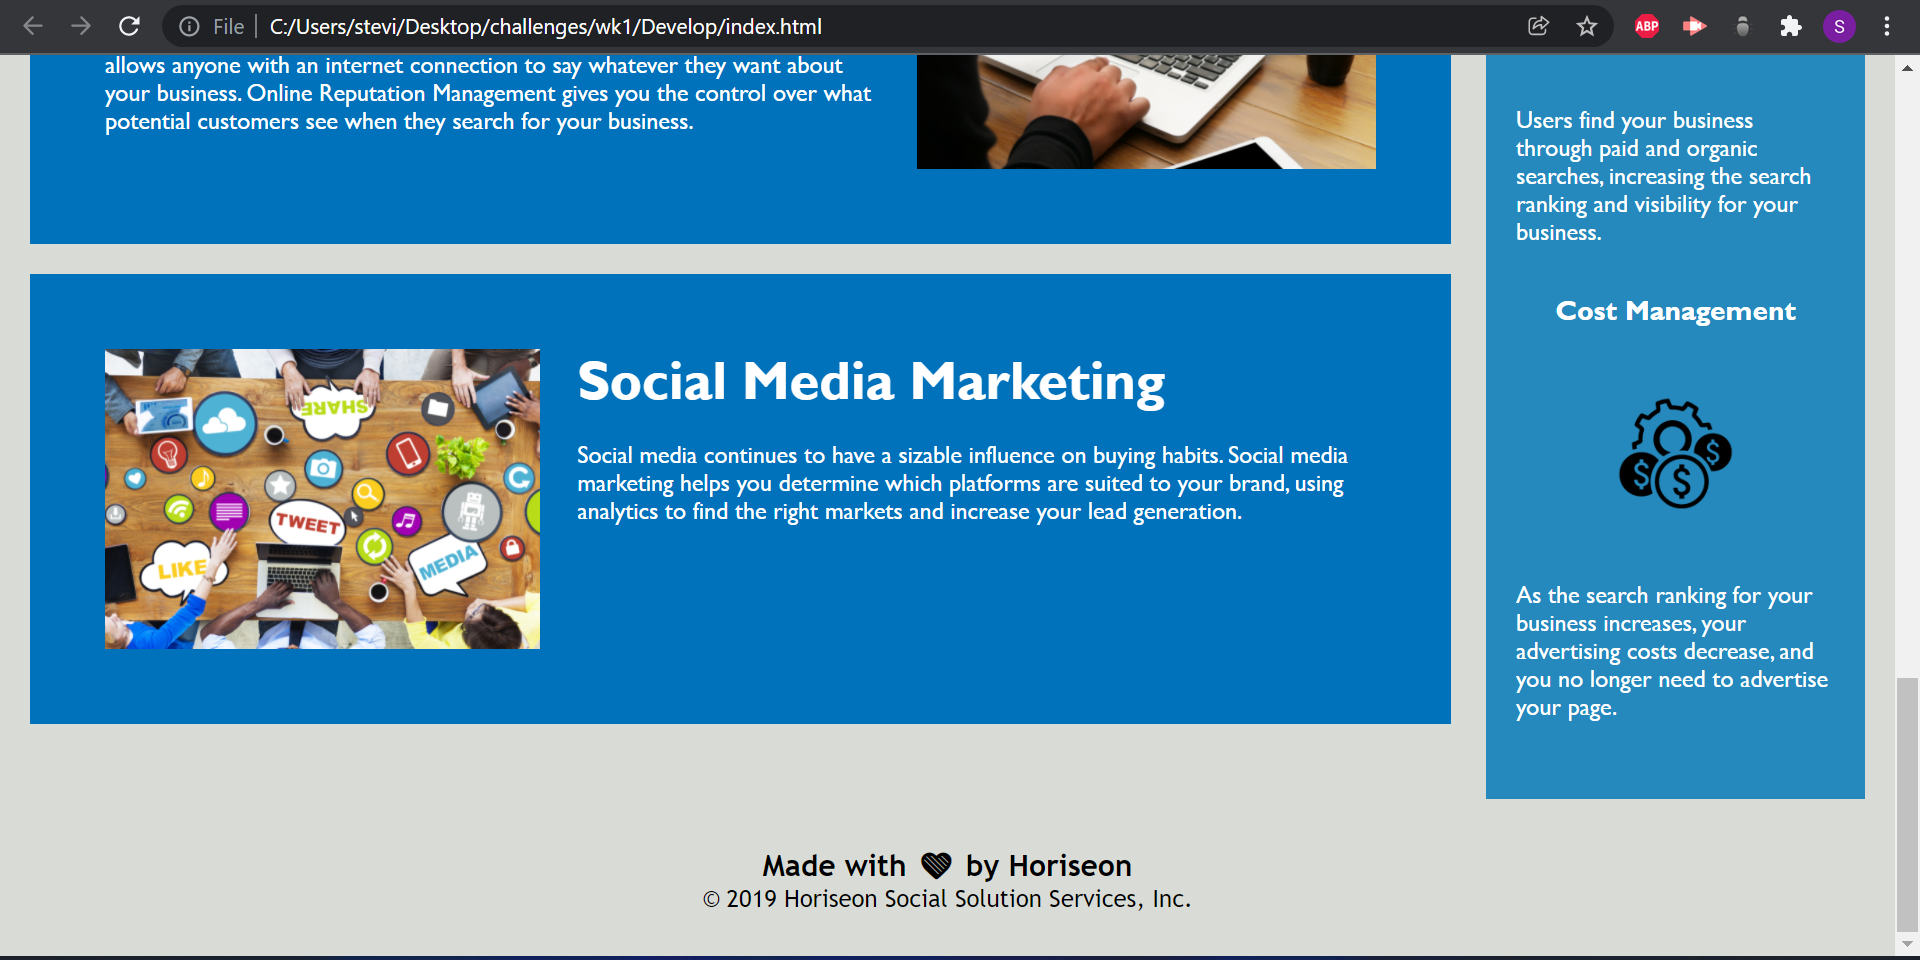 File
C:/Users/stevi/Desktop/challenges/wk1/Develop/index.html
ABP
S
allows anyone with an internet connection to say whatever they want about
your business. Online Reputation Management gives you the control over what
potential customers see when they search for your business.
Social Media Marketing
Social media continues to have a sizable influence on buying habits. Social media
marketing helps you determine which platforms are suited to your brand, using
analytics to find the right markets and increase your lead generation.
SHARE
TWEET
LIKE
MEDIA
Users find your business
through paid and organic
searches, increasing the search
ranking and visibility for your
business.
Cost Management
$
$
$
As the search ranking for your
business increases, your
advertising costs decrease, and
you no longer need to advertise
your page.
Made with 🖤 by Horiseon
© 2019 Horiseon Social Solution Services, Inc.